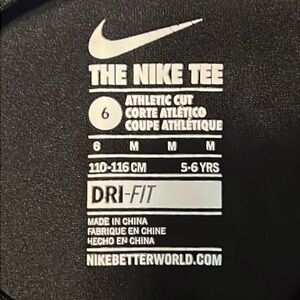 THE NIKE TEE
6
ATHLETIC CUT
CORTE ATLÉTICO
COUPE ATHLÉTIQUE
6 M M M
110-116 CM 5-6 YRS
DRI-FIT
MADE IN CHINA
FABRIQUE EN CHINE
HECHO EN CHINA
NIKEBETTERWORLD.COM